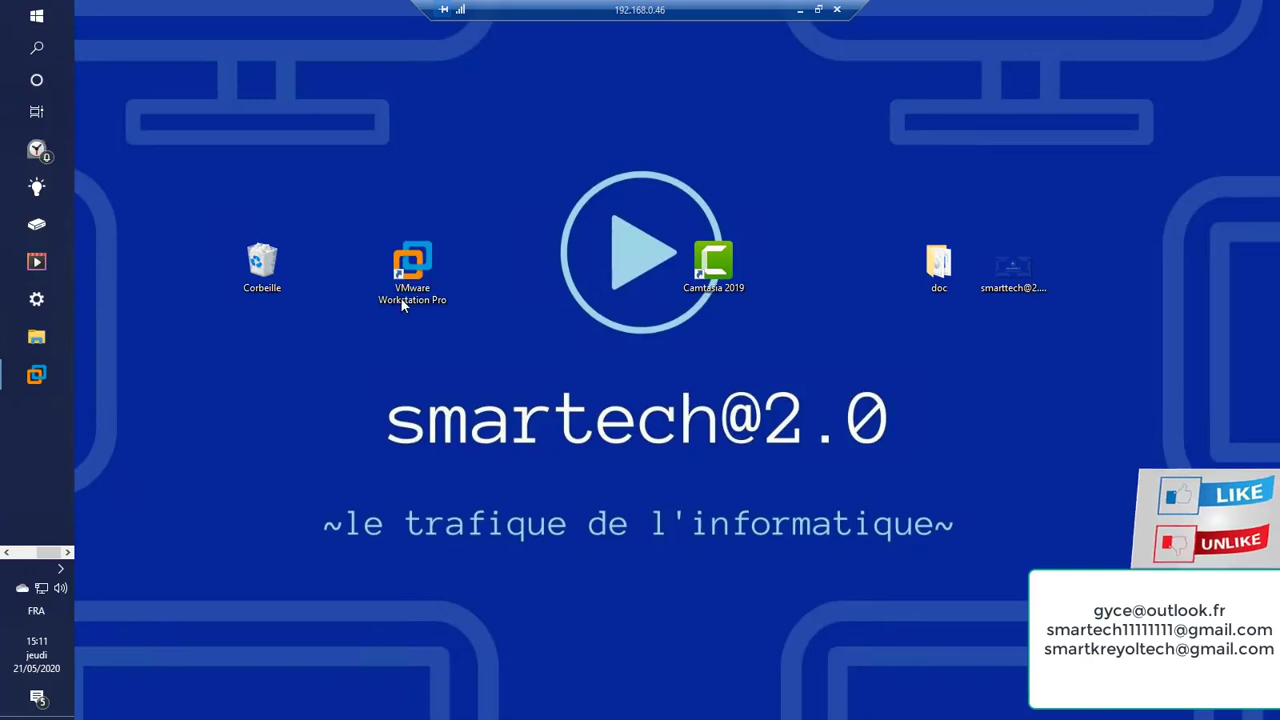 192.168.0.46
Corbeille
VMware
Workstation Pro
Camtasia 2019
doc
smarttech@2....
smartech@2.0
~le trafique de l'informatique~
LIKE
UNLIKE
gyce@outlook.fr
smartech11111111@gmail.com
smartkreyoltech@gmail.com
FRA
15:11
jeudi
21/05/2020
5